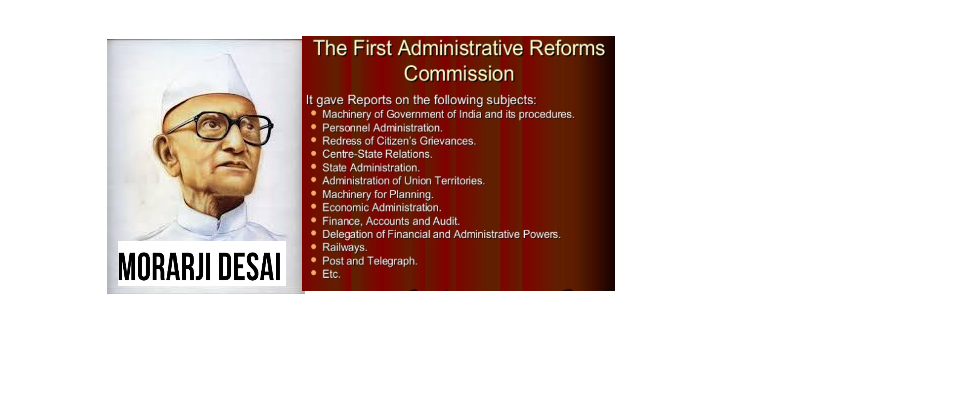 MORARJI DESAI
The First Administrative Reforms
Commission
It gave Reports on the following subjects:
Machinery of Government of India and its procedures.
Personnel Administration.
Redress of Citizen's Grievances.
Centre-State Relations.
State Administration.
Administration of Union Territories.
Machinery for Planning.
Economic Administration.
Finance, Accounts and Audit.
Delegation of Financial and Administrative Powers.
Railways.
Post and Telegraph.
Etc.